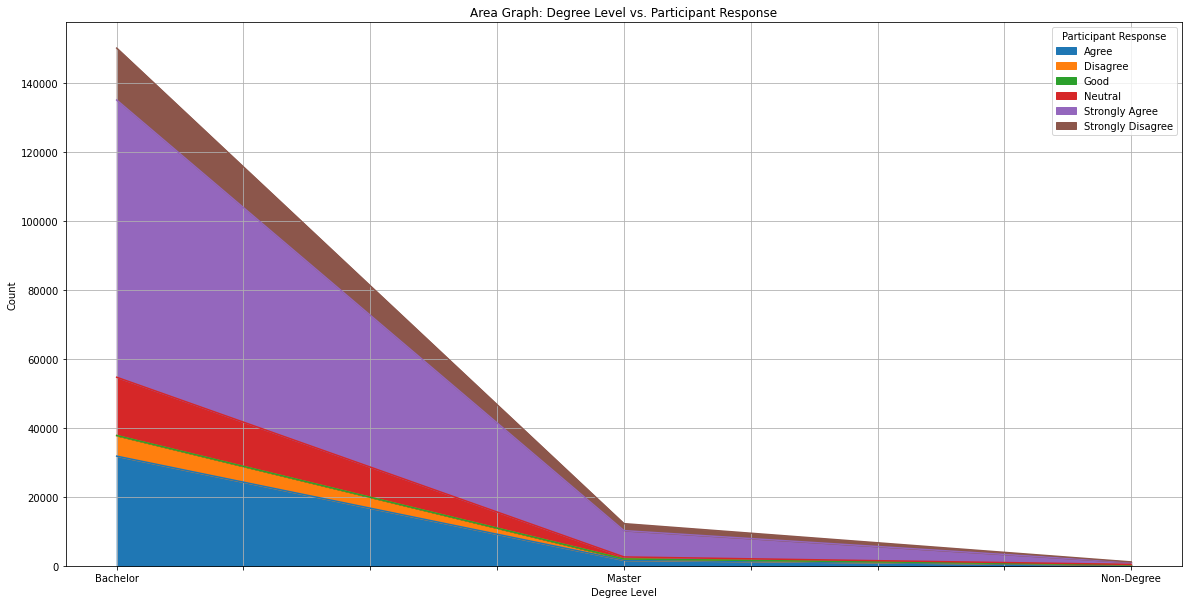 Area Graph: Degree Level vs. Participant Response
Participant Response
Agree
Disagree
Good
Neutral
Strongly Agree
Strongly Disagree
Count
140000
120000
100000
80000
60000
40000
20000
0
Bachelor
Master
Non-Degree
Degree Level